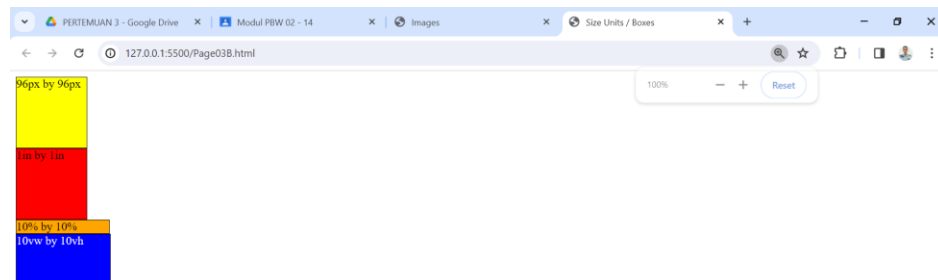 PERTEMUAN 3 - Google Drive
Modul PBW 02 - 14
Images
Size Units / Boxes
127.0.0.1:5500/Page03B.html
100%
Reset
96px by 96px
1in by 1in
10% by 10%
10vw by 10vh